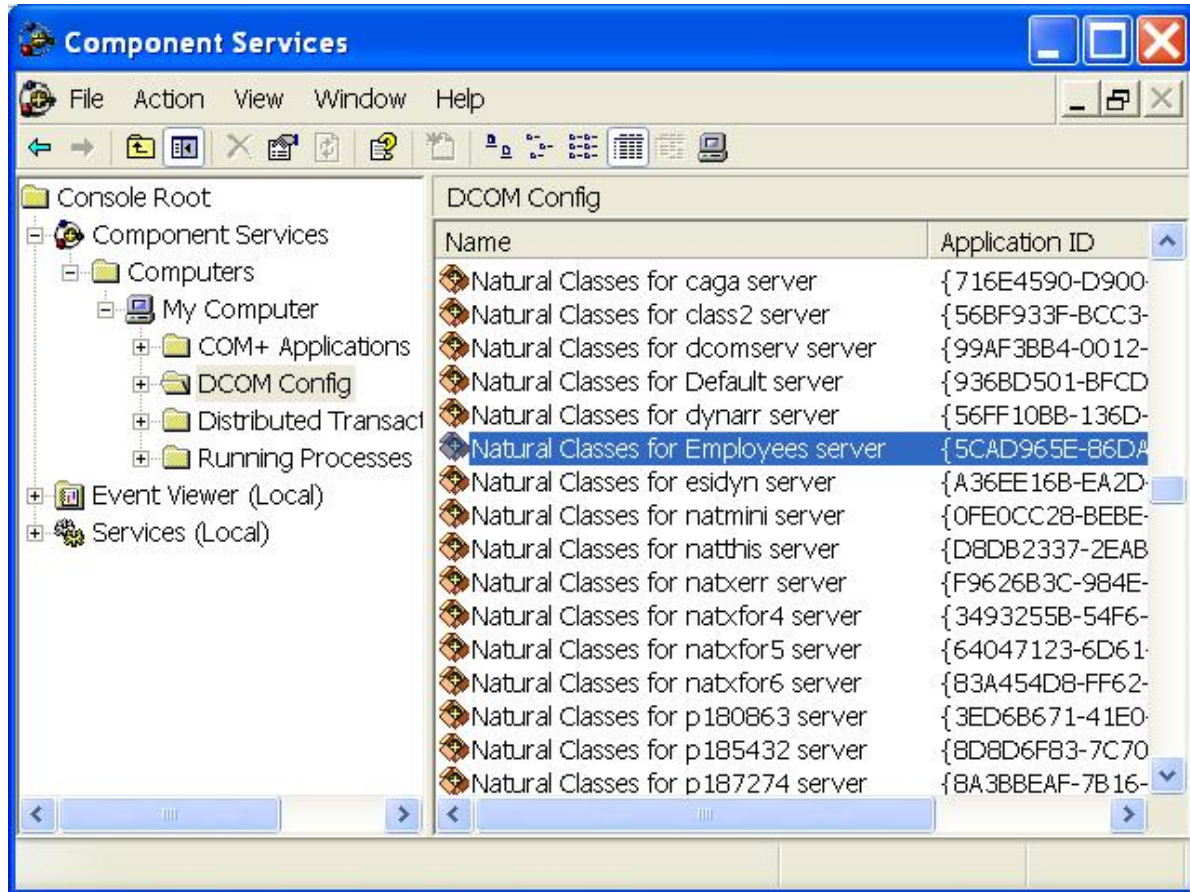 Component Services
File Action View Window Help
Console Root
Component Services
Computers
My Computer
COM+ Applications
DCOM Config
Distributed Transact
Running Processes
Event Viewer (Local)
Services (Local)
DCOM Config
Name Application ID
Natural Classes for caga server {716E4590-D900-
Natural Classes for class2 server {56BF933F-BCC3-
Natural Classes for dcomserv server {99AF3BB4-0012-
Natural Classes for Default server {936BD501-BFCD
Natural Classes for dynarr server {56FF10BB-136D-
Natural Classes for Employees server {5CAD965E-86DA
Natural Classes for esidyn server {A36EE16B-EA2D-
Natural Classes for natmini server {0FE0CC28-BEBE-
Natural Classes for natthis server {D8DB2337-2EAB
Natural Classes for natxerr server {F9626B3C-984E-
Natural Classes for natxfor4 server {3493255B-54F6-
Natural Classes for natxfor5 server {64047123-6D61-
Natural Classes for natxfor6 server {83A454D8-FF62-
Natural Classes for p180863 server {3ED6B671-41E0-
Natural Classes for p185432 server {8D8D6F83-7C70
Natural Classes for p187274 server {8A3BBEAF-7B16-